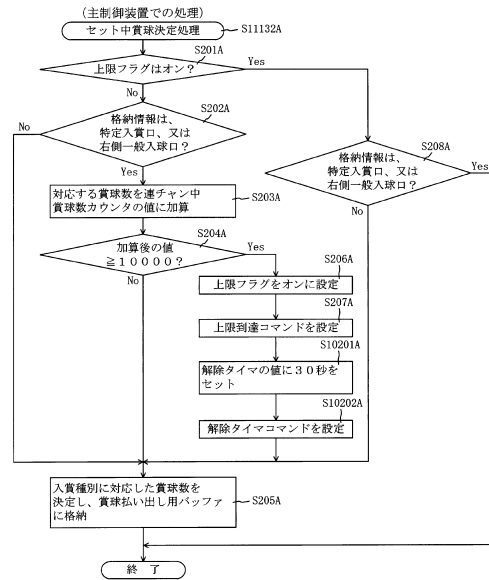 (主制御装置での処理)
セット中賞球決定処理
S11132A
S201A
上限フラグはオン？
Yes
No
S202A
格納情報は、
特定入賞口、又は
右側一般入球口？
No
Yes
S208A
格納情報は、
特定入賞口、又は
右側一般入球口？
Yes
No
対応する賞球数を連チャン中
賞球数カウンタの値に加算
S203A
S204A
加算後の値
≧１００００？
Yes
No
S206A
上限フラグをオンに設定
S207A
上限到達コマンドを設定
S10201A
解除タイマの値に３０秒を
セット
S10202A
解除タイマコマンドを設定
入賞種別に対応した賞球数を
決定し、賞球払い出し用バッファ
に格納
S205A
終 了